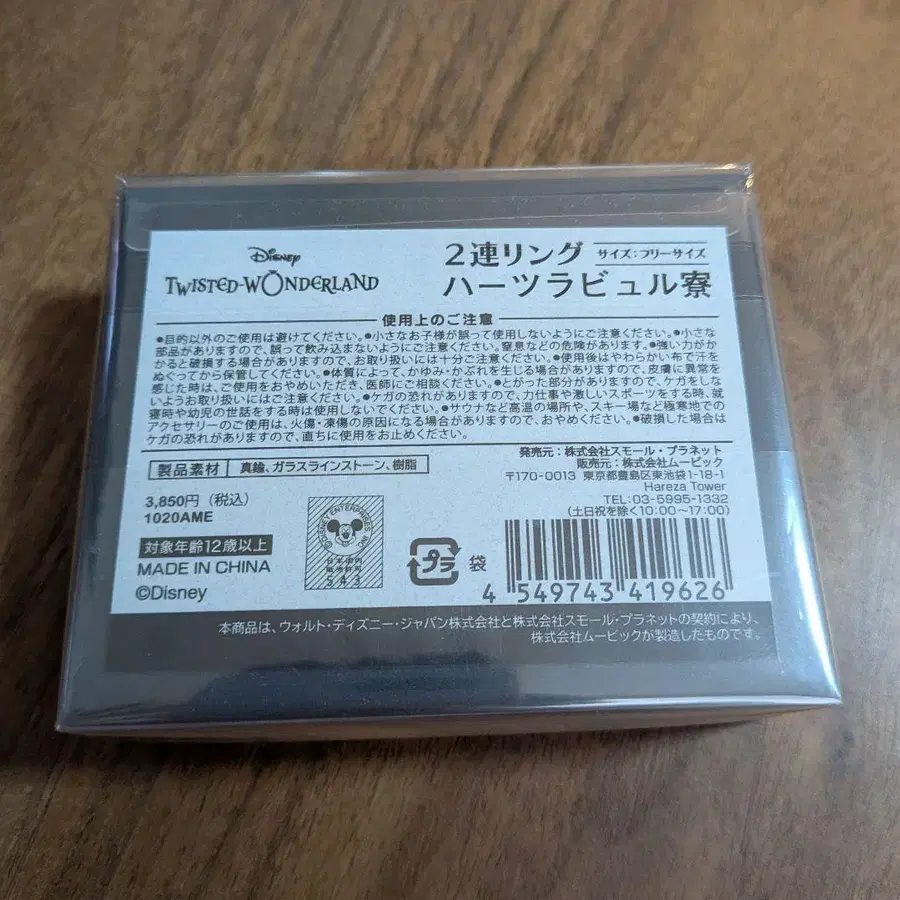 Disney
TWISTED-WONDERLAND
2連リング サイズ:フリーサイズ
ハーツラビュル寮
使用上のご注意
●目的以外のご使用は避けてください。●小さなお子様が誤って使用しないようにご注意ください。●小さな
部品がありますので、誤って飲み込まないようにご注意ください。窒息などの危険があります。●強い力がか
かると破損する場合がありますので、お取り扱いには十分ご注意ください。●使用後はやわらかい布で汗を
ぬぐってから保管してください。●体質によって、かゆみ・かぶれを生じる場合がありますので、皮膚に異常を
感じた時は、ご使用をおやめいただき、医師にご相談ください。●とがった部分がありますので、ケガをしな
いようお取り扱いにはご注意ください。●ケガの恐れがありますので、力仕事や激しいスポーツをする時、就
寝時や幼児の世話をする時は使用しないでください。●サウナなど高温の場所や、スキー場など極寒地での
アクセサリーのご使用は、火傷・凍傷の原因になる場合がありますので、おやめください。●破損した場合は
ケガの恐れがありますので、直ちに使用をお止めください。
製品素材 真鍮、ガラスラインストーン、樹脂
3,850円(税込)
1020AME
対象年齢12歳以上
MADE IN CHINA
©Disney
発売元:株式会社スモール・プラネット
販売元:株式会社ムービック
〒170-0013 東京都豊島区東池袋1-18-1
Hareza Tower
TEL:03-5995-1332
(土日祝を除く10:00~17:00)
©DISNEY ENTERPRISES, INC.
日本国内
販売許可
543
プラ 袋
4 549743 419626
本商品は、ウォルト・ディズニー・ジャパン株式会社と株式会社スモール・プラネットの契約により、
株式会社ムービックが製造したものです。